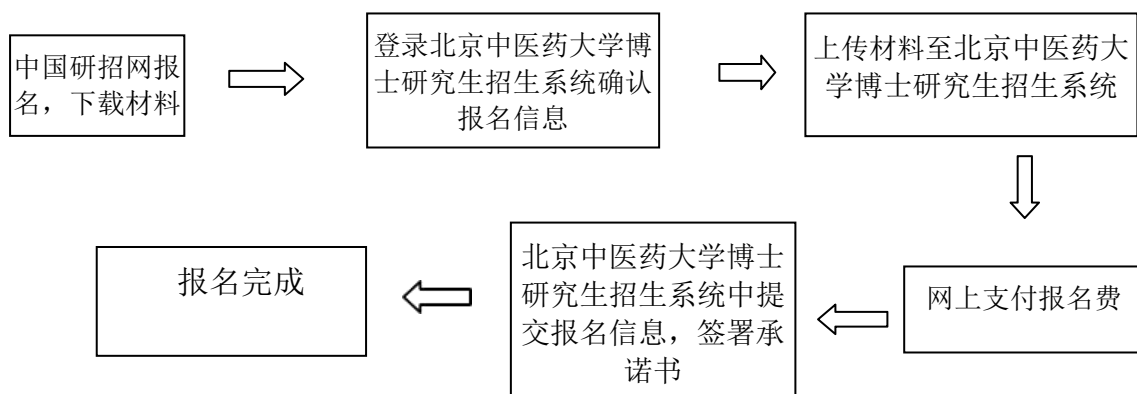 中国研招网报
名，下载材料
登录北京中医药大学博
士研究生招生系统确认
报名信息
上传材料至北京中医药大
学博士研究生招生系统
网上支付报名费
北京中医药大学博士
研究生招生系统中提
交报名信息，签署承
诺书
报名完成